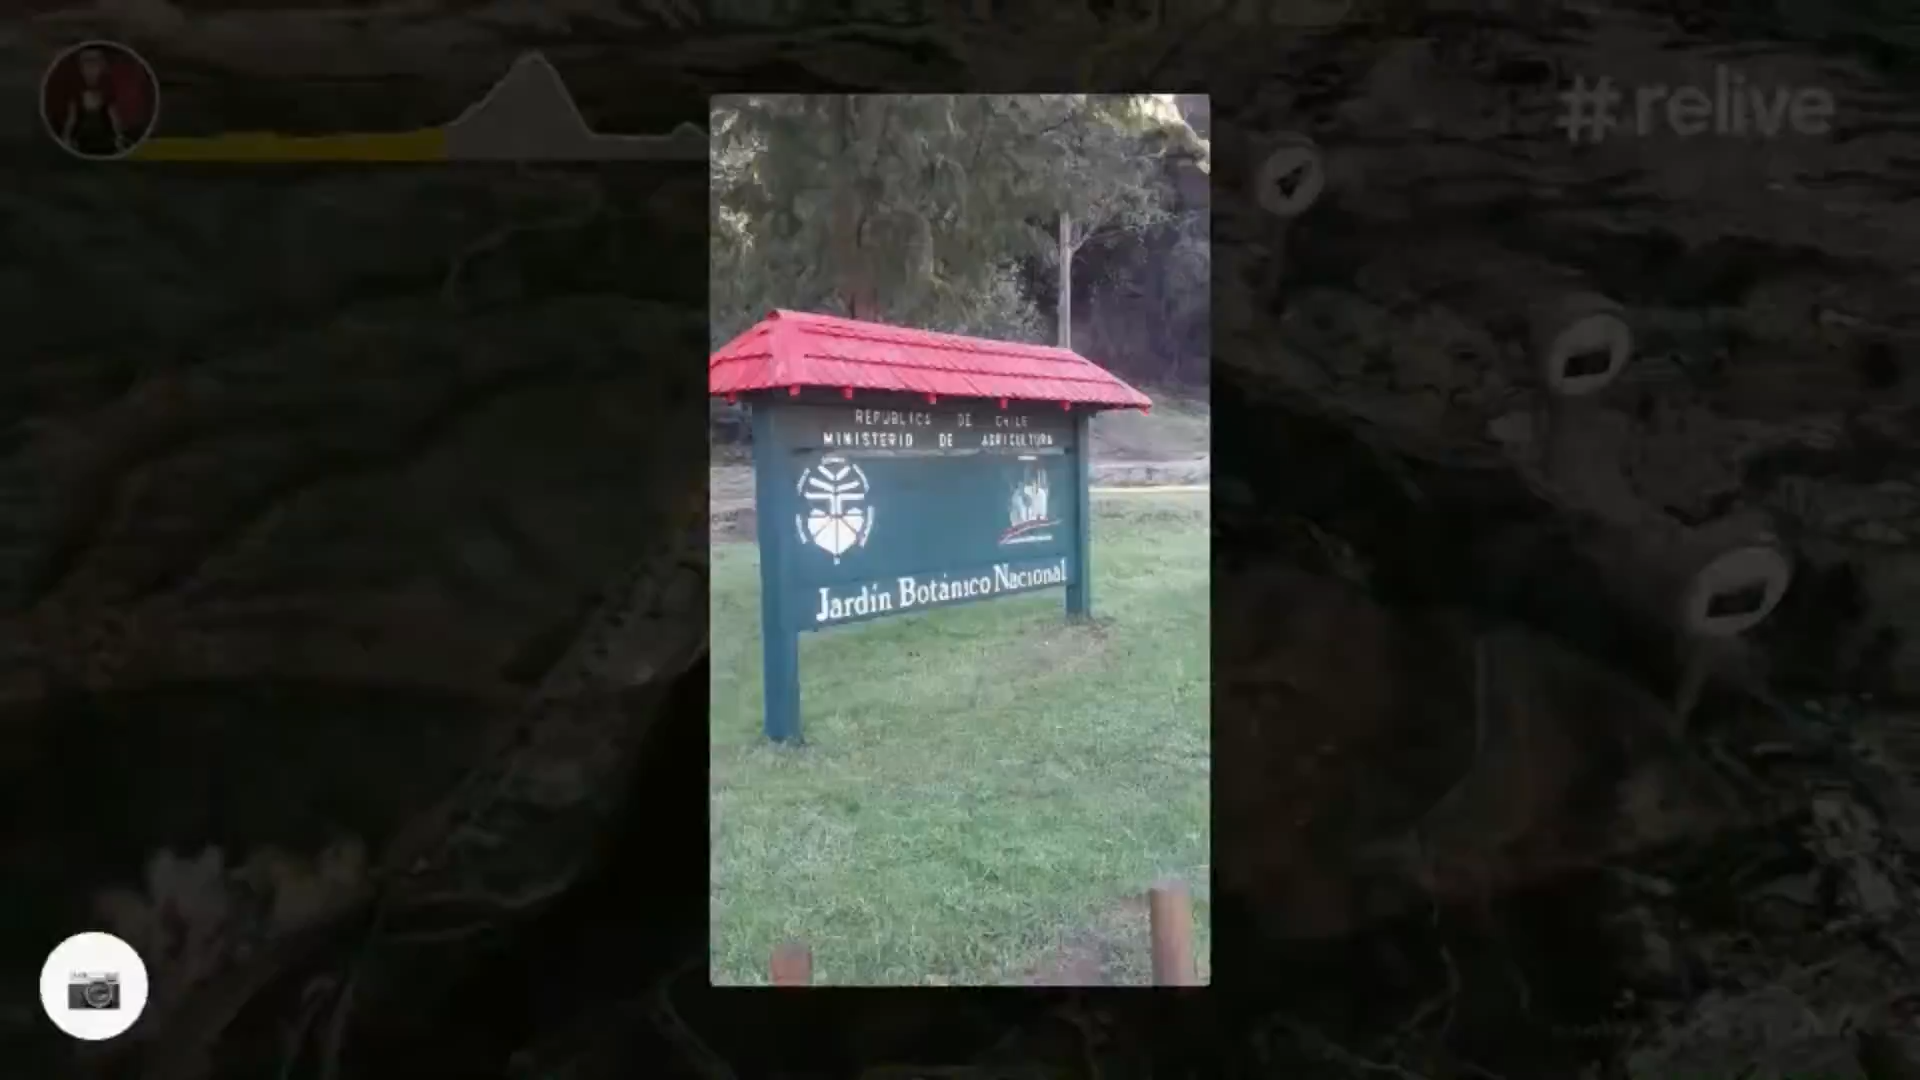 #relive
REPUBLICA DE CHILE
MINISTERIO DE AGRICULTURA
Jardín Botánico Nacional